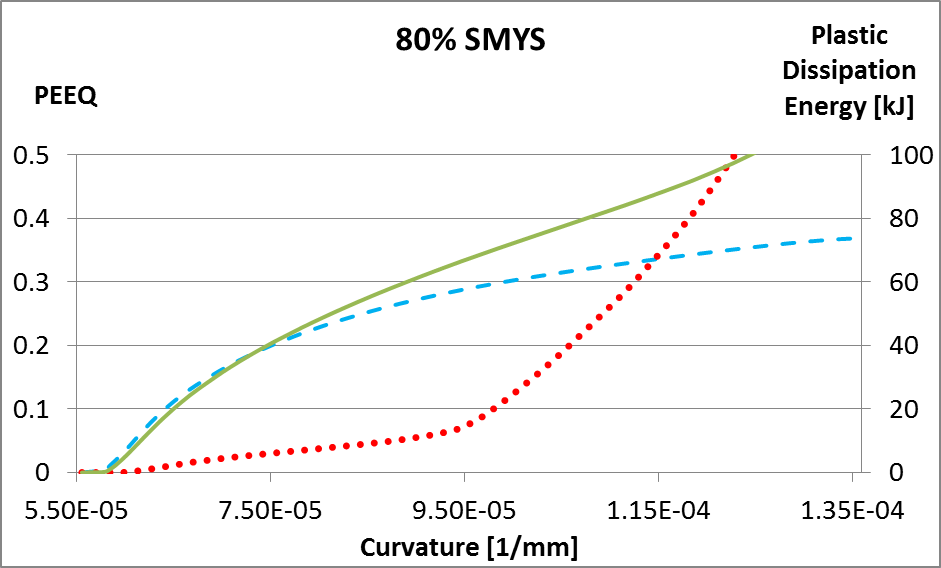 80% SMYS
Plastic
Dissipation
Energy [kJ]
PEEQ
0.5
100
0.4
80
0.3
60
0.2
40
0.1
20
0
0
5.50E-05 7.50E-05 9.50E-05 1.15E-04 1.35E-04
Curvature [1/mm]